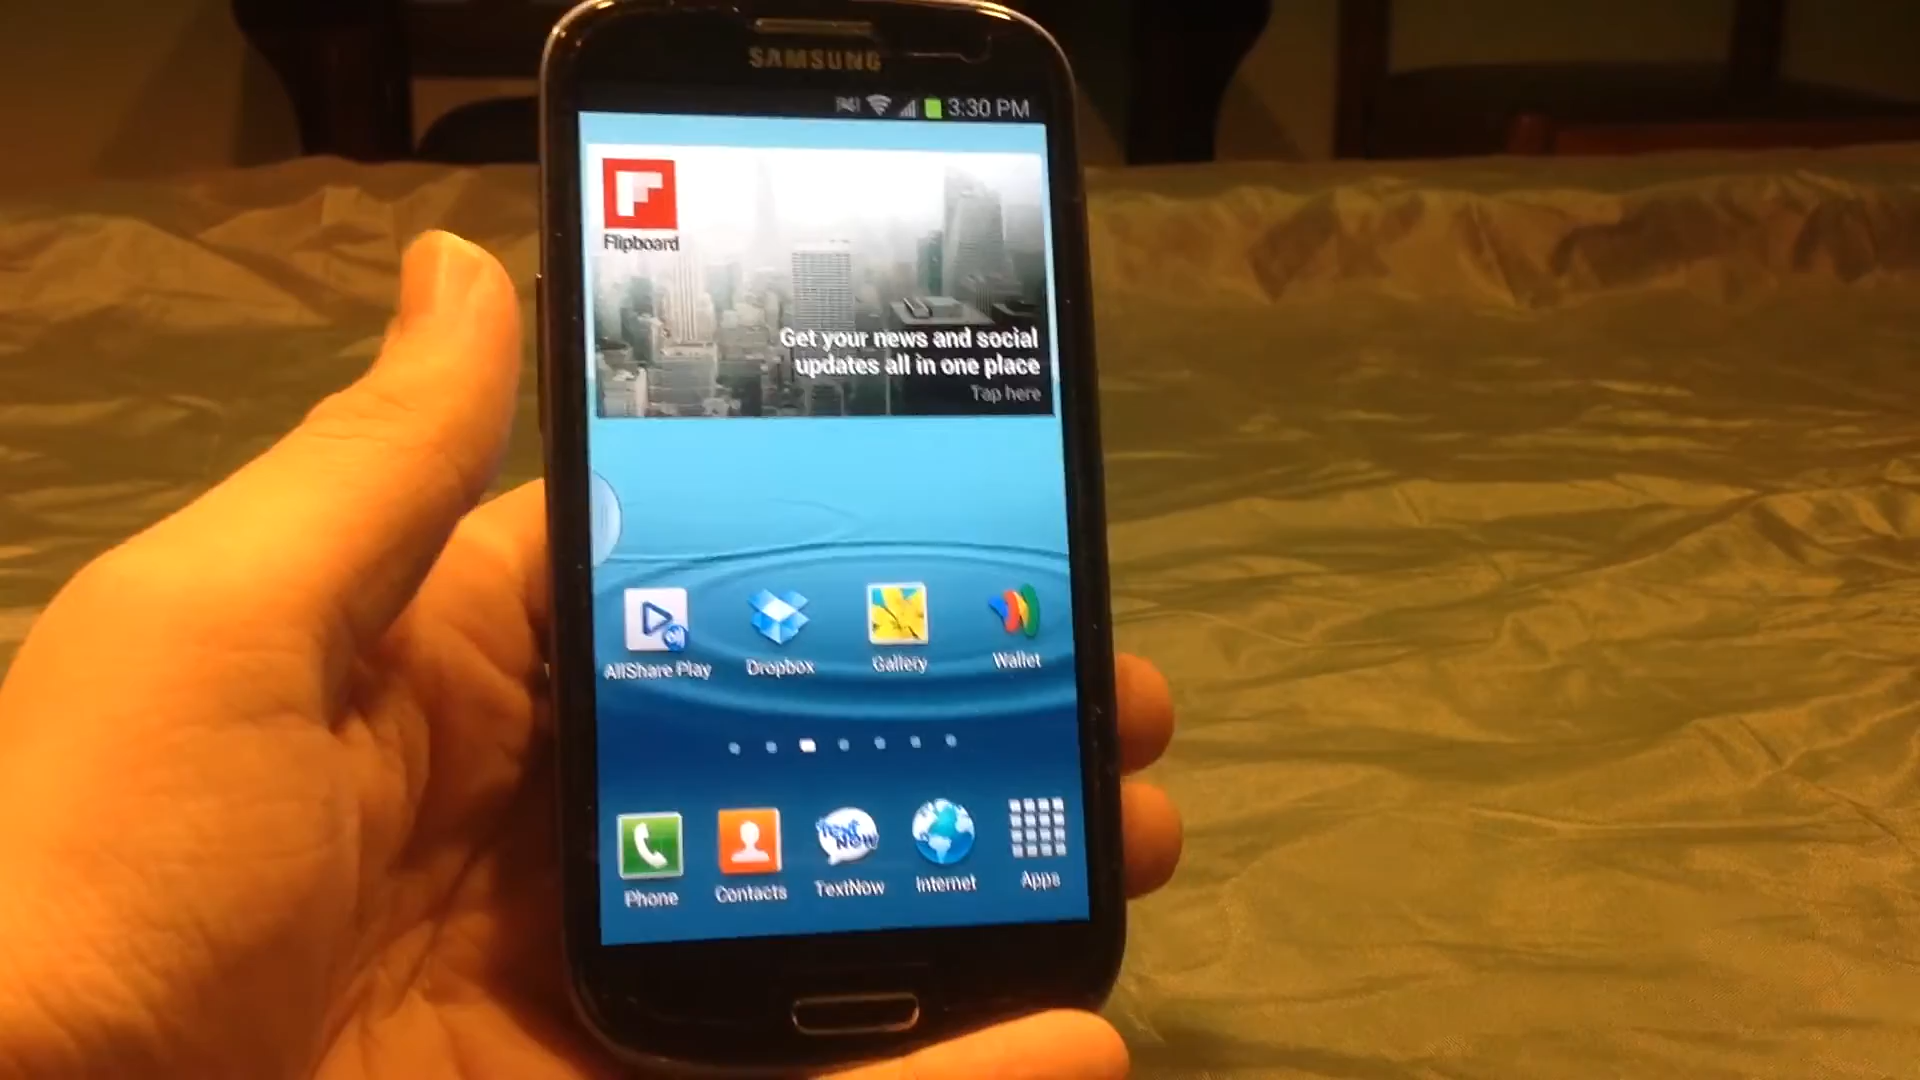 SAMSUNG
3:30 PM
Flipboard
Get your news and social
updates all in one place
Tap here
AllShare Play
Dropbox
Gallery
Wallet
Phone
Contacts
TextNow
TextNow
Internet
Apps